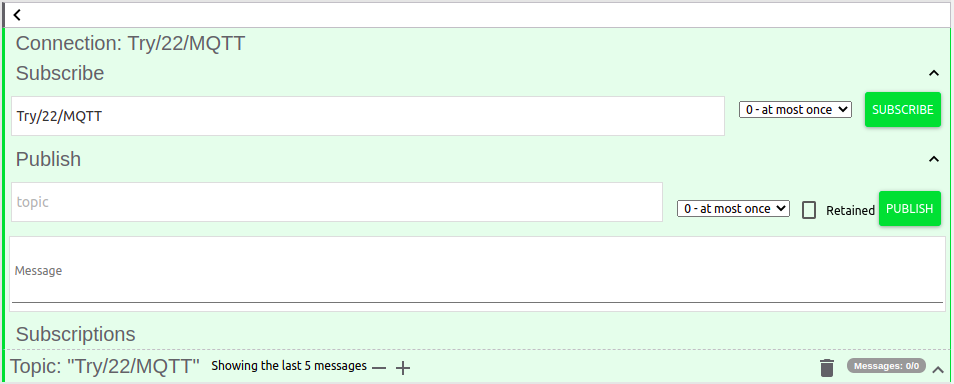 Connection: Try/22/MQTT
Subscribe
Try/22/MQTT
0 - at most once
SUBSCRIBE
Publish
topic
0 - at most once
Retained
PUBLISH
Message
Subscriptions
Topic: "Try/22/MQTT" Showing the last 5 messages
Messages: 0/0